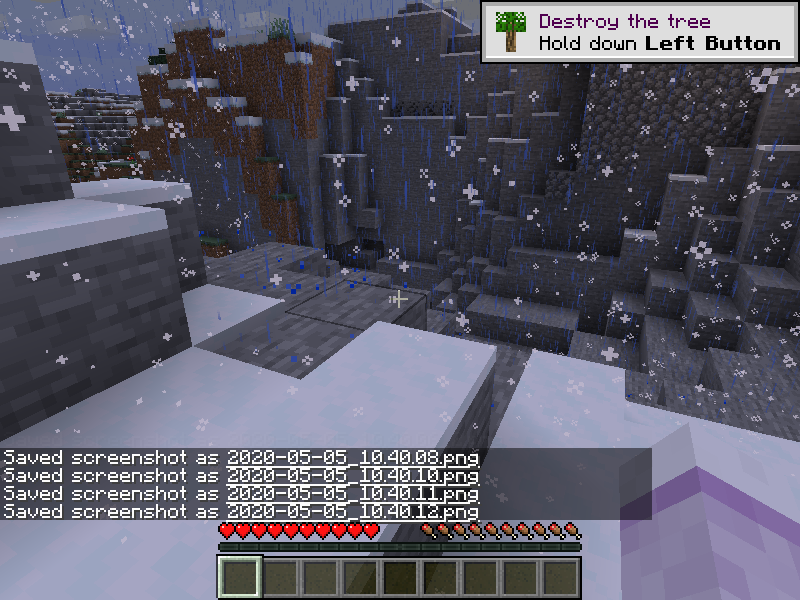 Destroy the tree
Hold down Left Button
Saved screenshot as 2020-05-05_10.40.08.png
Saved screenshot as 2020-05-05_10.40.10.png
Saved screenshot as 2020-05-05_10.40.11.png
Saved screenshot as 2020-05-05_10.40.12.png